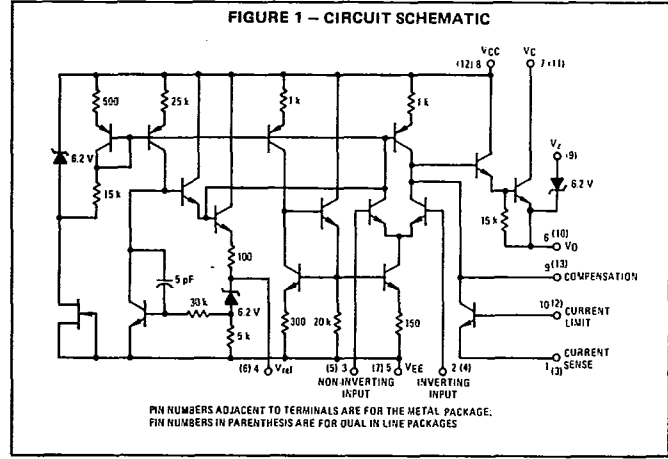 FIGURE 1 – CIRCUIT SCHEMATIC
VCC
VC
(12) 8
7 (11)
500
25 k
1 k
1 k
VZ
(9)
6.2 V
6.2 V
15 k
15 k
6 (10)
VO
100
9 (13)
COMPENSATION
5 pF
30 k
6.2 V
10 (12)
CURRENT
LIMIT
5 k
300
20 k
150
1 (3)
CURRENT
SENSE
(6) 4 Vref
(5) 3
(7) 5 VEE
2 (4)
NON-INVERTING
INPUT
INVERTING
INPUT
PIN NUMBERS ADJACENT TO TERMINALS ARE FOR THE METAL PACKAGE;
PIN NUMBERS IN PARENTHESIS ARE FOR DUAL IN LINE PACKAGES